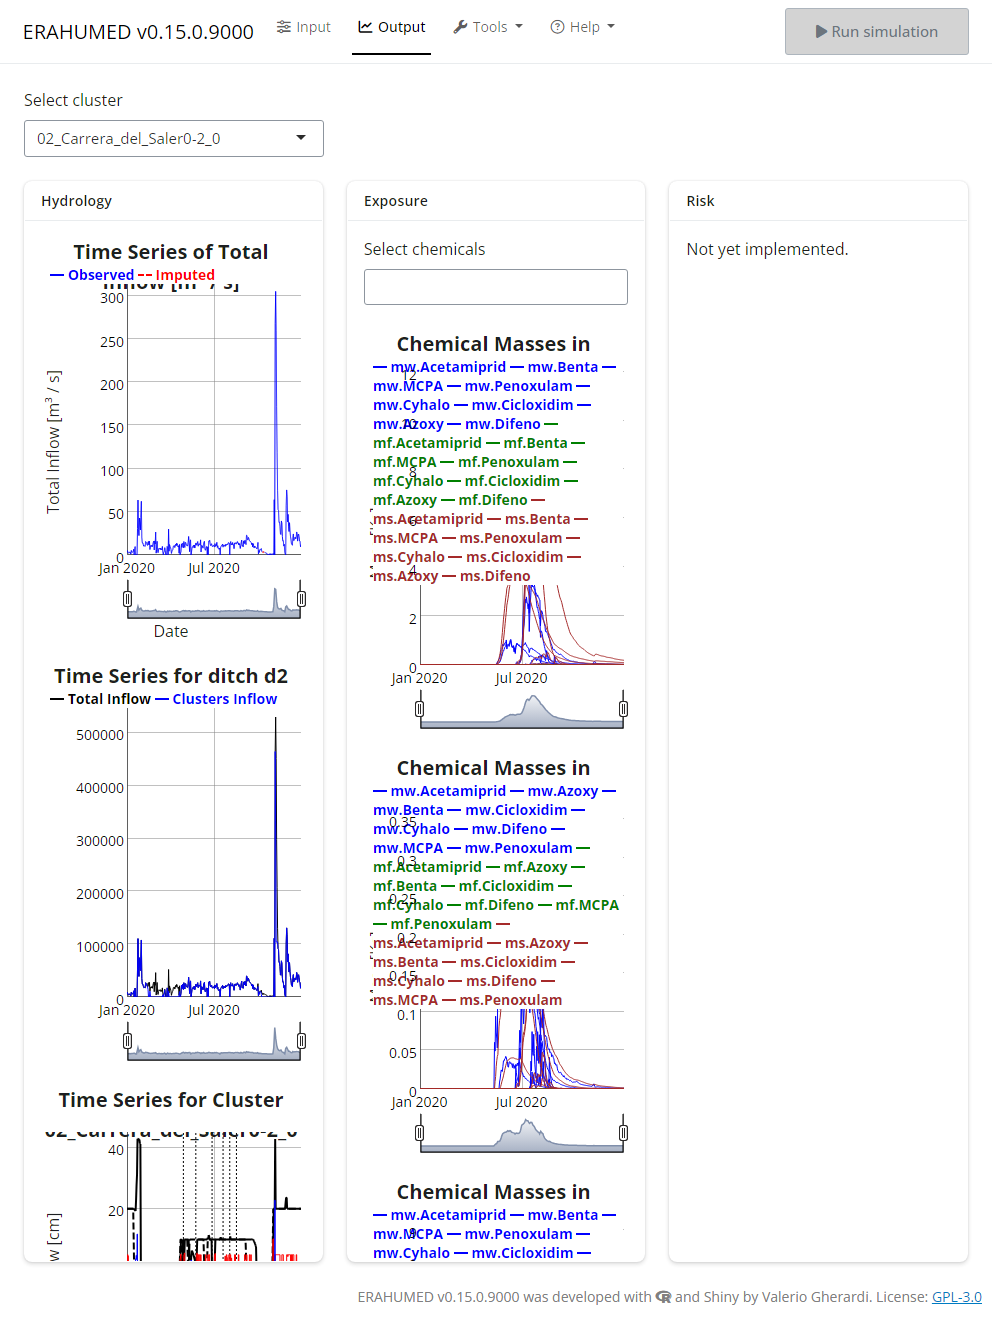 ERAHUMED v0.15.0.9000
Input
Output
Tools
Help
Run simulation
Select cluster
02_Carrera_del_Saler0-2_0
Hydrology
Time Series of Total
Observed Imputed
300
250
200
150
100
50
0
Total Inflow [m³ / s]
Jan 2020 Jul 2020
Date
Time Series for ditch d2
Total Inflow Clusters Inflow
500000
400000
300000
200000
100000
0
Jan 2020 Jul 2020
Time Series for Cluster
02_Carrera_del_Saler0-2_0
40
20
w [cm]
Exposure
Select chemicals
Chemical Masses in
mw.Acetamiprid mw.Benta
mw.MCPA mw.Penoxulam
mw.Cyhalo mw.Cicloxidim
mw.Azoxy mw.Difeno
mf.Acetamiprid mf.Benta
mf.MCPA mf.Penoxulam
mf.Cyhalo mf.Cicloxidim
mf.Azoxy mf.Difeno
ms.Acetamiprid ms.Benta
ms.MCPA ms.Penoxulam
ms.Cyhalo ms.Cicloxidim
ms.Azoxy ms.Difeno
12
10
8
6
4
2
0
Jan 2020 Jul 2020
Chemical Masses in
mw.Acetamiprid mw.Azoxy
mw.Benta mw.Cicloxidim
mw.Cyhalo mw.Difeno
mw.MCPA mw.Penoxulam
mf.Acetamiprid mf.Azoxy
mf.Benta mf.Cicloxidim
mf.Cyhalo mf.Difeno mf.MCPA
mf.Penoxulam
ms.Acetamiprid ms.Azoxy
ms.Benta ms.Cicloxidim
ms.Cyhalo ms.Difeno
ms.MCPA ms.Penoxulam
0.35
0.3
0.25
0.2
0.15
0.1
0.05
0
Jan 2020 Jul 2020
Chemical Masses in
mw.Acetamiprid mw.Benta
mw.MCPA mw.Penoxulam
mw.Cyhalo mw.Cicloxidim
Risk
Not yet implemented.
ERAHUMED v0.15.0.9000 was developed with R and Shiny by Valerio Gherardi. License: GPL-3.0